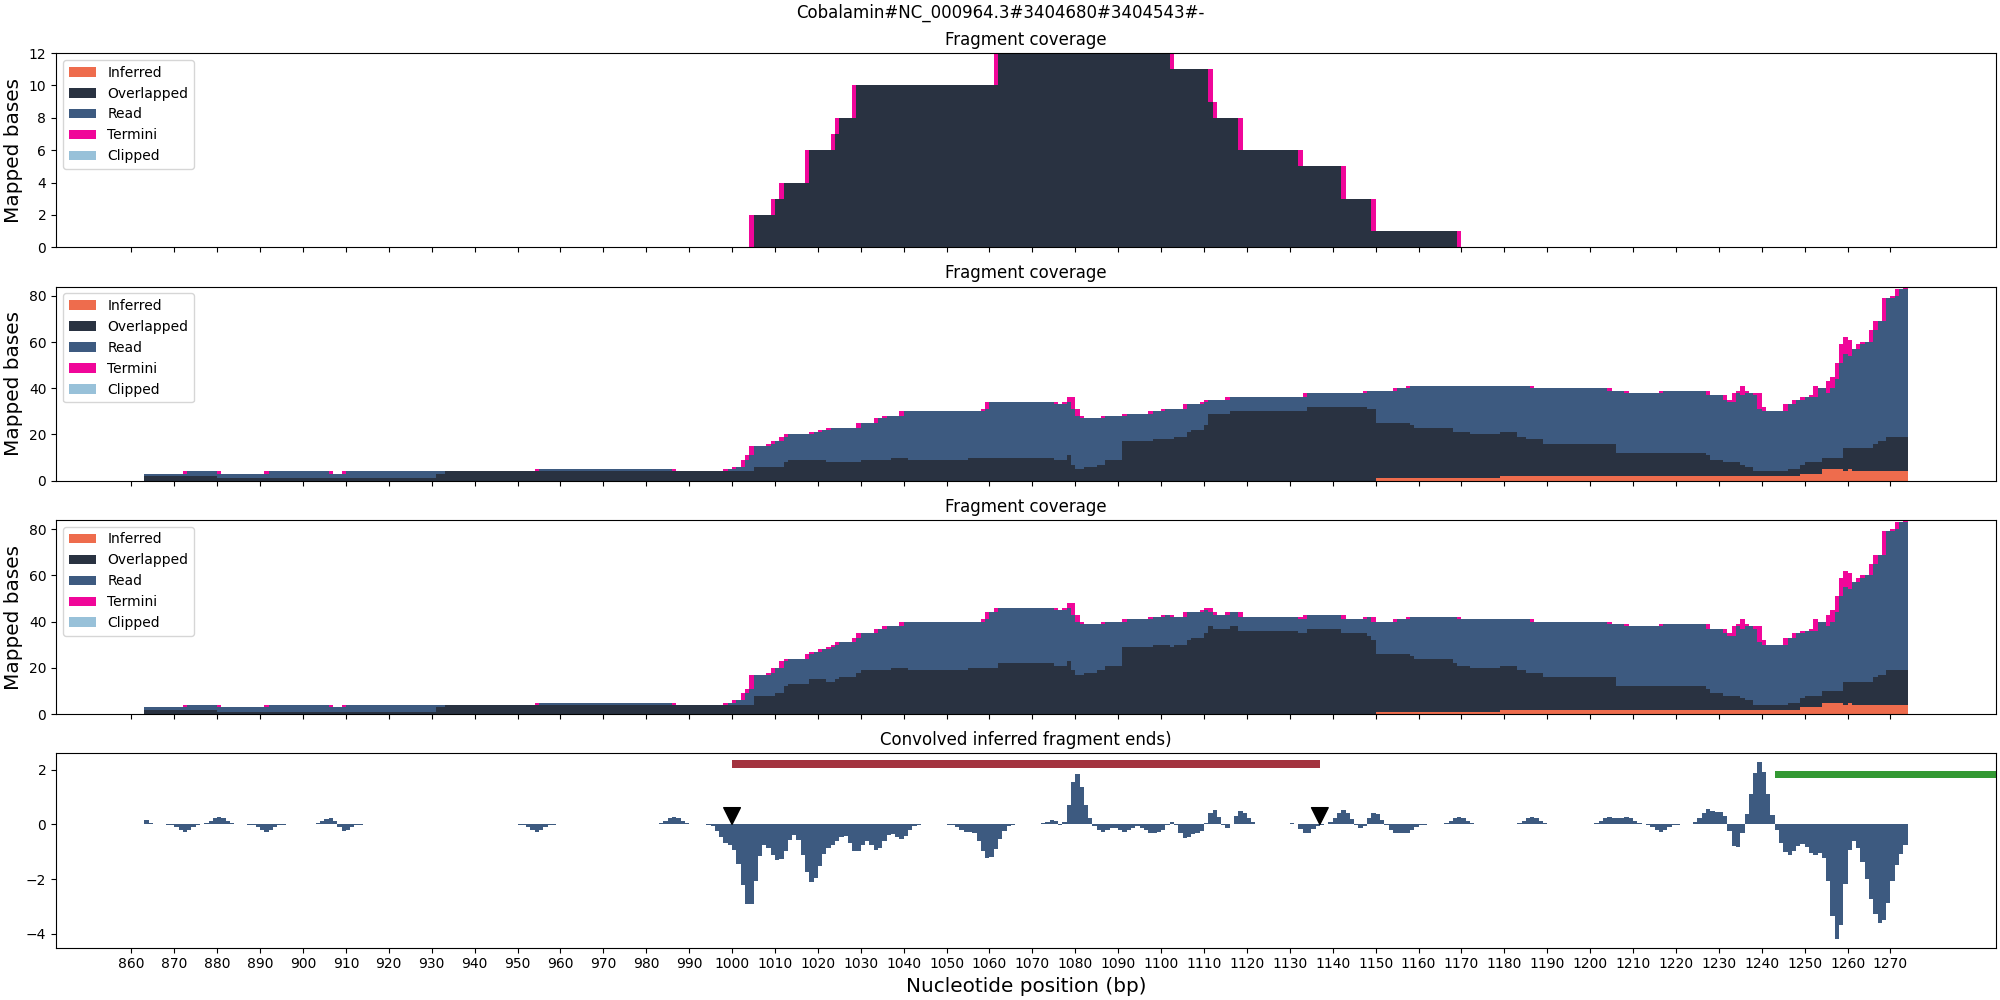 Cobalamin#NC_000964.3#3404680#3404543#-
Fragment coverage
Mapped bases
12
10
8
6
4
2
0
Inferred
Overlapped
Read
Termini
Clipped
Fragment coverage
Mapped bases
80
60
40
20
0
Inferred
Overlapped
Read
Termini
Clipped
Fragment coverage
Mapped bases
80
60
40
20
0
Inferred
Overlapped
Read
Termini
Clipped
Convolved inferred fragment ends)
2
0
−2
−4
860 870 880 890 900 910 920 930 940 950 960 970 980 990 1000 1010 1020 1030 1040 1050 1060 1070 1080 1090 1100 1110 1120 1130 1140 1150 1160 1170 1180 1190 1200 1210 1220 1230 1240 1250 1260 1270
Nucleotide position (bp)